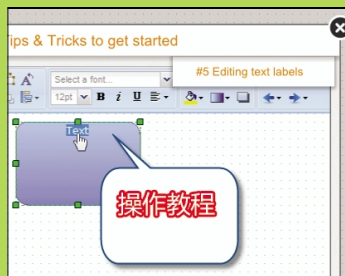 Tips & Tricks to get started
#5 Editing text labels
Select a font...
12pt
B i U
Text
操作教程